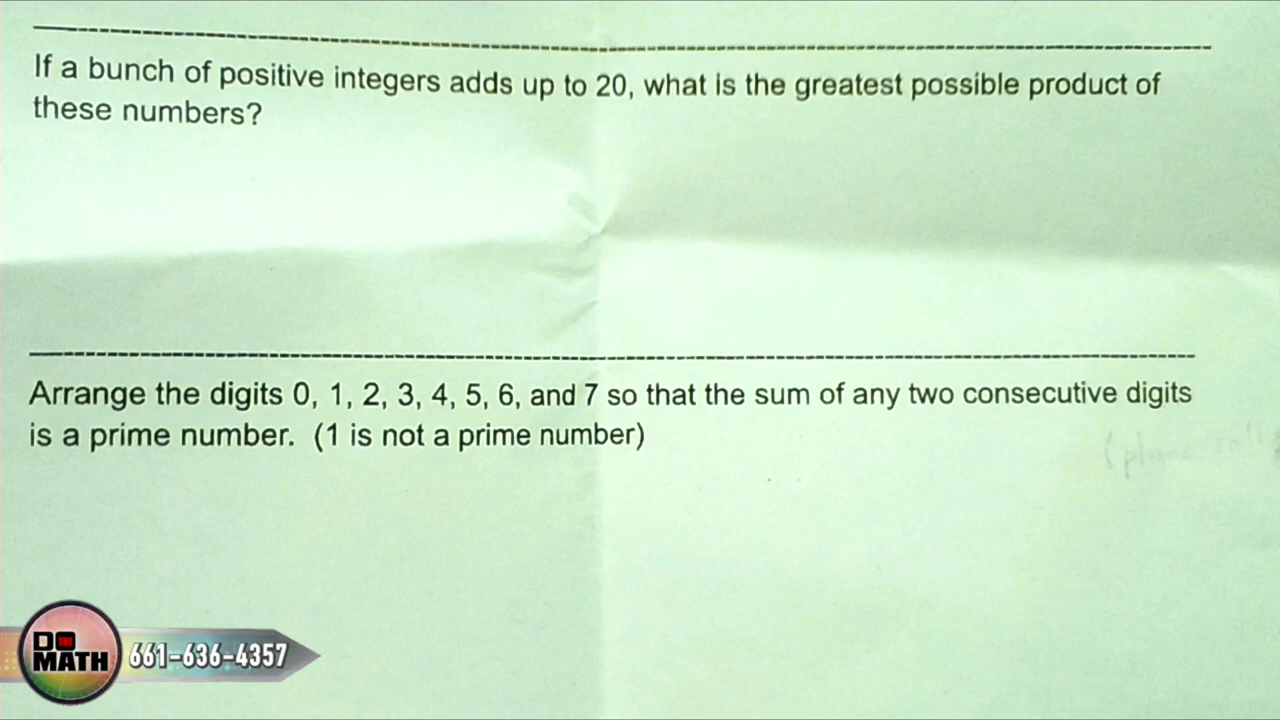 If a bunch of positive integers adds up to 20, what is the greatest possible product of
these numbers?
Arrange the digits 0, 1, 2, 3, 4, 5, 6, and 7 so that the sum of any two consecutive digits
is a prime number. (1 is not a prime number)
DO THE
MATH
661-636-4357